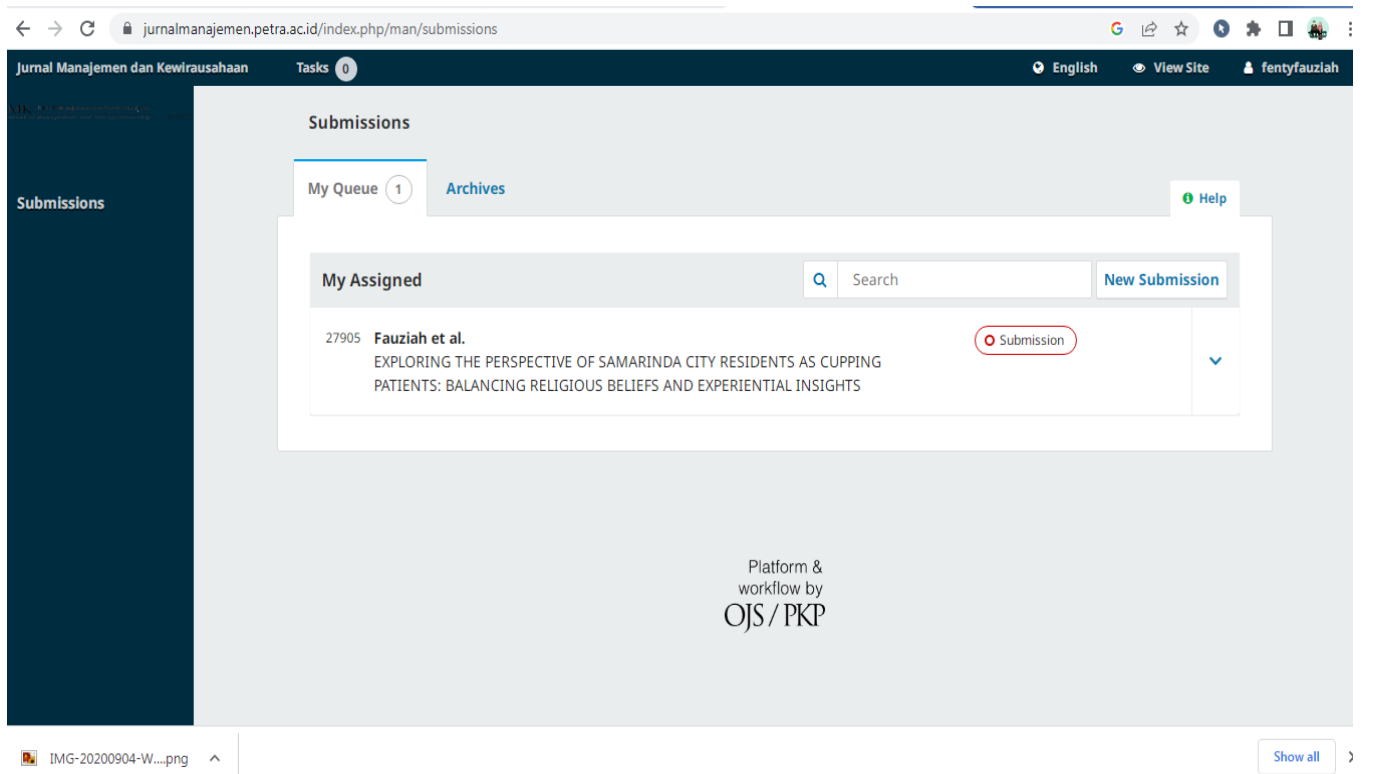 jurnalmanajemen.petra.ac.id/index.php/man/submissions
Jurnal Manajemen dan Kewirausahaan Tasks 0 English View Site fentyfauziah
Submissions
Submissions
My Queue 1 Archives
Help
My Assigned Search New Submission
27905 Fauziah et al. Submission
EXPLORING THE PERSPECTIVE OF SAMARINDA CITY RESIDENTS AS CUPPING
PATIENTS: BALANCING RELIGIOUS BELIEFS AND EXPERIENTIAL INSIGHTS
Platform &
workflow by
OJS / PKP
IMG-20200904-W....png Show all